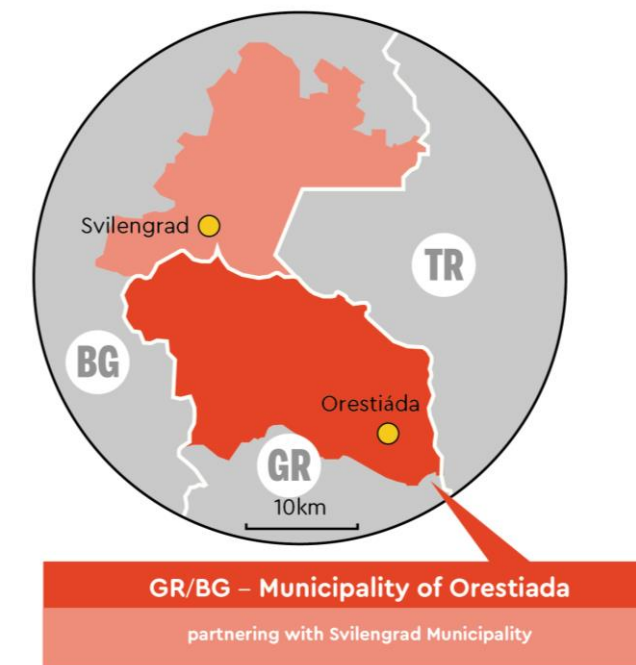 Svilengrad
TR
BG
Orestiáda
GR
10km
GR/BG – Municipality of Orestiada
partnering with Svilengrad Municipality